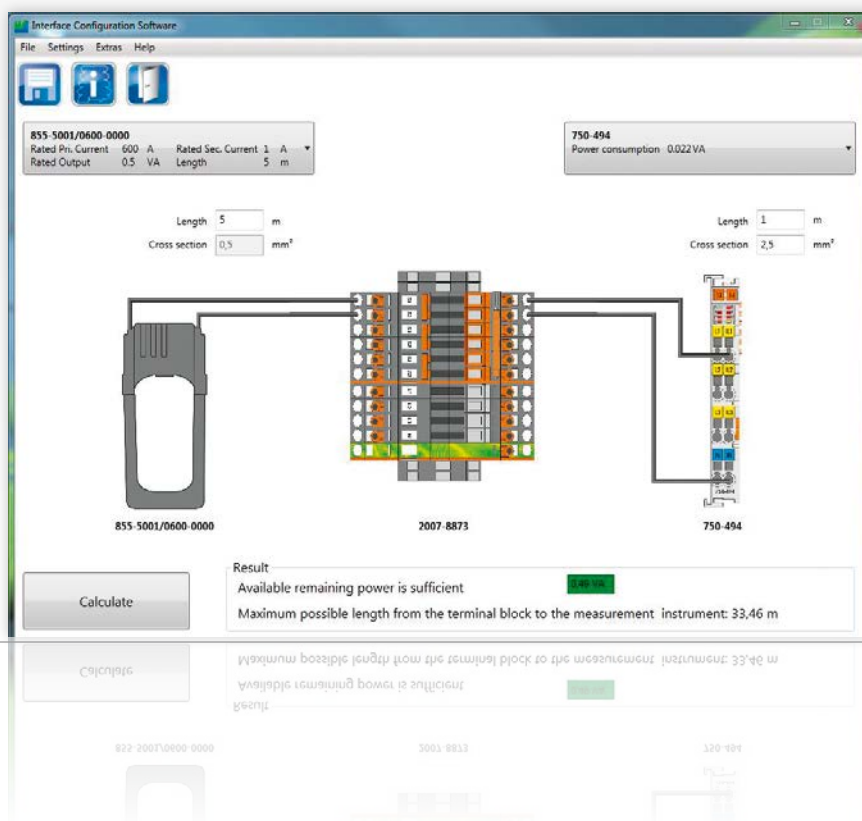 Interface Configuration Software
File Settings Extras Help
855-5001/0600-0000
Rated Pri. Current 600 A Rated Sec. Current 1 A
Rated Output 0.5 VA Length 5 m
750-494
Power consumption 0.022 VA
Length 5 m
Cross section 0,5 mm²
Length 1 m
Cross section 2,5 mm²
855-5001/0600-0000
2007-8873
750-494
Calculate
Result
Available remaining power is sufficient 0,49 VA
Maximum possible length from the terminal block to the measurement instrument: 33,46 m